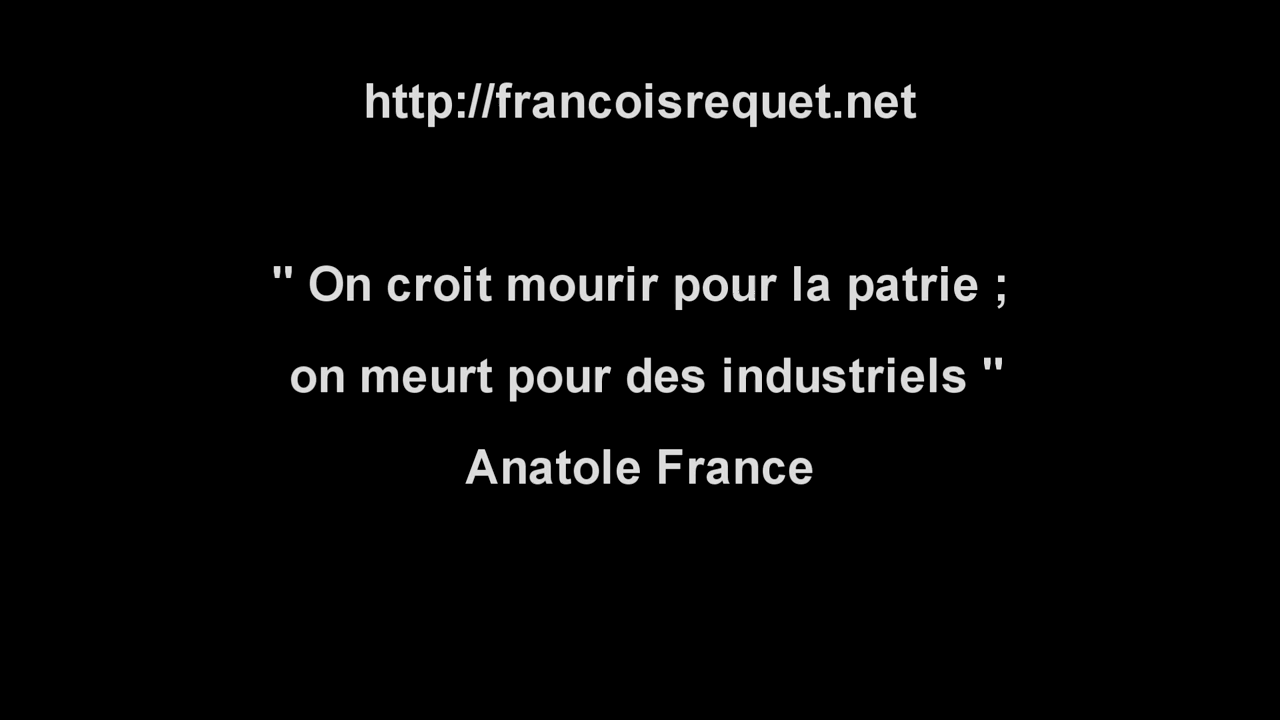 http://francoisrequet.net
" On croit mourir pour la patrie ;
on meurt pour des industriels "
Anatole France